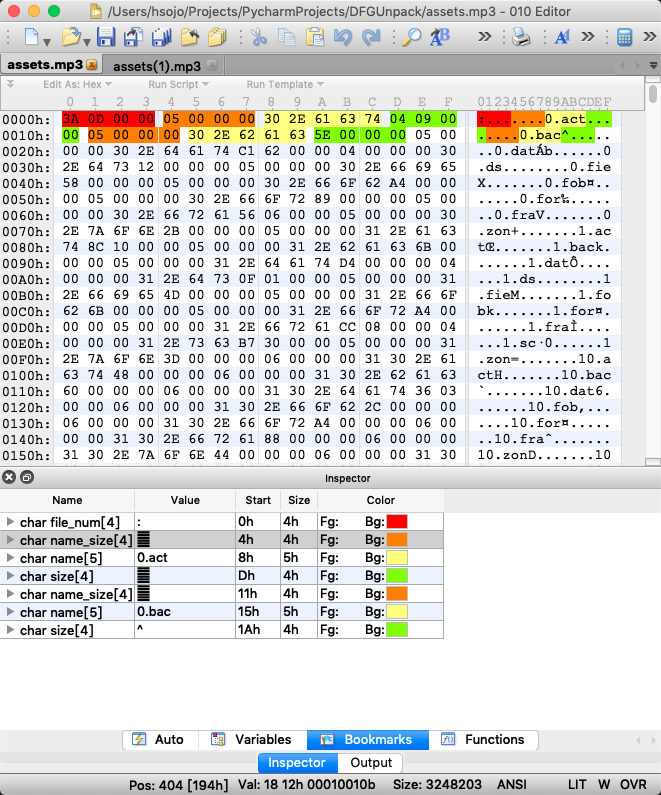 /Users/hsojo/Projects/PycharmProjects/DFGUnpack/assets.mp3 - 010 Editor
assets.mp3 assets(1).mp3
Edit As: Hex Run Script Run Template
0 1 2 3 4 5 6 7 8 9 A B C D E F 0123456789ABCDEF
0000h: 3A 0D 00 00 05 00 00 00 30 2E 61 63 74 04 09 00 :.......0.act...
0010h: 00 05 00 00 00 30 2E 62 61 63 5E 00 00 00 05 00 .....0.bac^.....
0020h: 00 00 30 2E 64 61 74 C1 62 00 00 04 00 00 00 30 ..0.datÁb......0
0030h: 2E 64 73 12 00 00 00 05 00 00 00 30 2E 66 69 65 .ds........0.fie
0040h: 58 00 00 00 05 00 00 00 30 2E 66 6F 62 A4 00 00 X.......0.fob¤..
0050h: 00 05 00 00 00 30 2E 66 6F 72 89 00 00 00 05 00 .....0.for‰.....
0060h: 00 00 30 2E 66 72 61 56 00 00 00 05 00 00 00 30 ..0.fraV.......0
0070h: 2E 7A 6F 6E 2B 00 00 00 05 00 00 00 31 2E 61 63 .zon+.......1.ac
0080h: 74 8C 10 00 00 05 00 00 00 31 2E 62 61 63 6B 00 tŒ.......1.back.
0090h: 00 00 05 00 00 00 31 2E 64 61 74 D4 00 00 00 04 ......1.datÔ....
00A0h: 00 00 00 31 2E 64 73 0F 01 00 00 05 00 00 00 31 ...1.ds........1
00B0h: 2E 66 69 65 4D 00 00 00 05 00 00 00 31 2E 66 6F .fieM.......1.fo
00C0h: 62 6B 00 00 00 05 00 00 00 31 2E 66 6F 72 A4 00 bk.......1.for¤.
00D0h: 00 00 05 00 00 00 31 2E 66 72 61 CC 08 00 00 04 ......1.fraÌ....
00E0h: 00 00 00 31 2E 73 63 B7 30 00 00 05 00 00 00 31 ...1.sc·0......1
00F0h: 2E 7A 6F 6E 3D 00 00 00 06 00 00 00 31 30 2E 61 .zon=.......10.a
0100h: 63 74 48 00 00 00 06 00 00 00 31 30 2E 62 61 63 ctH.......10.bac
0110h: 60 00 00 00 06 00 00 00 31 30 2E 64 61 74 36 03 `.......10.dat6.
0120h: 00 00 06 00 00 00 31 30 2E 66 6F 62 2C 00 00 00 ......10.fob,...
0130h: 06 00 00 00 31 30 2E 66 6F 72 A4 00 00 00 06 00 ....10.for¤.....
0140h: 00 00 31 30 2E 66 72 61 88 00 00 00 06 00 00 00 ..10.fraˆ.......
0150h: 31 30 2E 7A 6F 6E 44 00 00 00 06 00 00 00 31 30 10.zonD.......10
Inspector
Name Value Start Size Color
char file_num[4] : 0h 4h Fg: Bg:
char name_size[4] 4h 4h Fg: Bg:
char name[5] 0.act 8h 5h Fg: Bg:
char size[4] Dh 4h Fg: Bg:
char name_size[4] 11h 4h Fg: Bg:
char name[5] 0.bac 15h 5h Fg: Bg:
char size[4] ^ 1Ah 4h Fg: Bg:
Auto Variables Bookmarks Functions
Inspector Output
Pos: 404 [194h] Val: 18 12h 00010010b Size: 3248203 ANSI LIT W OVR